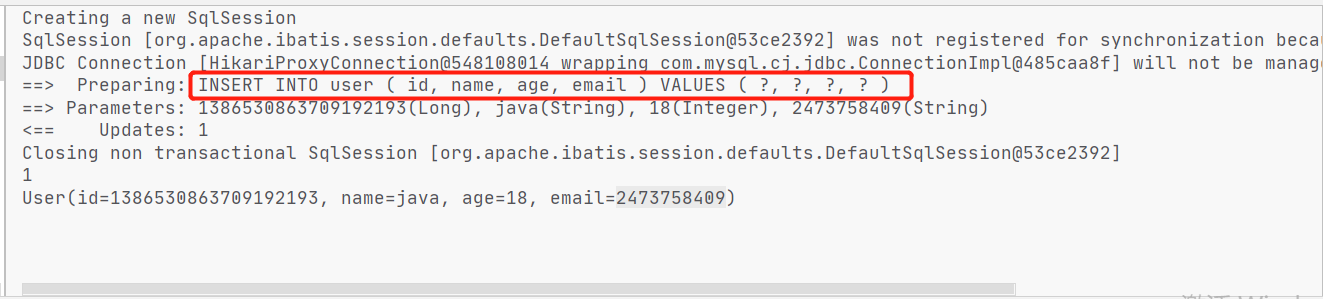 Creating a new SqlSession
SqlSession [org.apache.ibatis.session.defaults.DefaultSqlSession@53ce2392] was not registered for synchronization beca
JDBC Connection [HikariProxyConnection@548108014 wrapping com.mysql.cj.jdbc.ConnectionImpl@485caa8f] will not be manag
==>  Preparing: INSERT INTO user ( id, name, age, email ) VALUES ( ?, ?, ?, ? )
==> Parameters: 1386530863709192193(Long), java(String), 18(Integer), 2473758409(String)
<==    Updates: 1
Closing non transactional SqlSession [org.apache.ibatis.session.defaults.DefaultSqlSession@53ce2392]
1
User(id=1386530863709192193, name=java, age=18, email=2473758409)